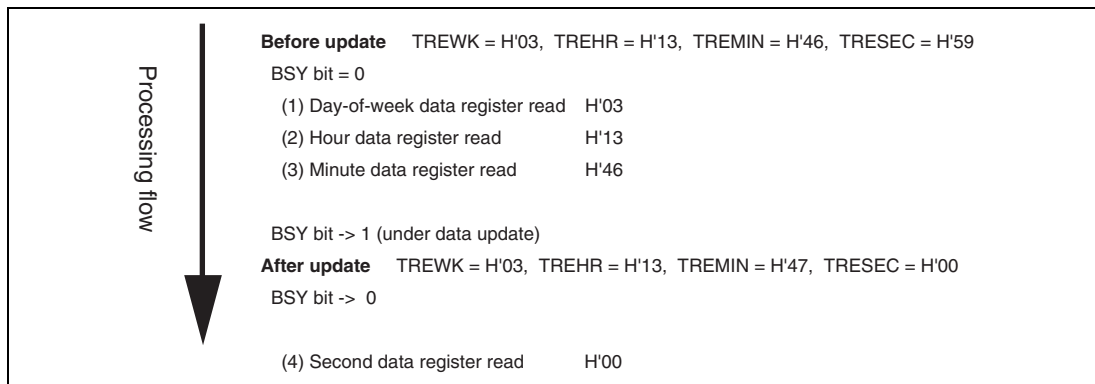 Processing flow
Before update TREWK = H'03, TREHR = H'13, TREMIN = H'46, TRESEC = H'59
BSY bit = 0
(1) Day-of-week data register read H'03
(2) Hour data register read H'13
(3) Minute data register read H'46
BSY bit -> 1 (under data update)
After update TREWK = H'03, TREHR = H'13, TREMIN = H'47, TRESEC = H'00
BSY bit -> 0
(4) Second data register read H'00